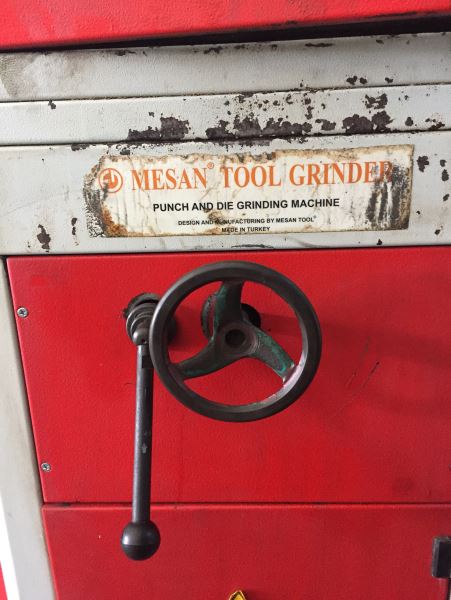 MESAN® TOOL GRINDER
PUNCH AND DIE GRINDING MACHINE
DESIGN AND MANUFACTURING BY MESAN TOOL®
MADE IN TURKEY